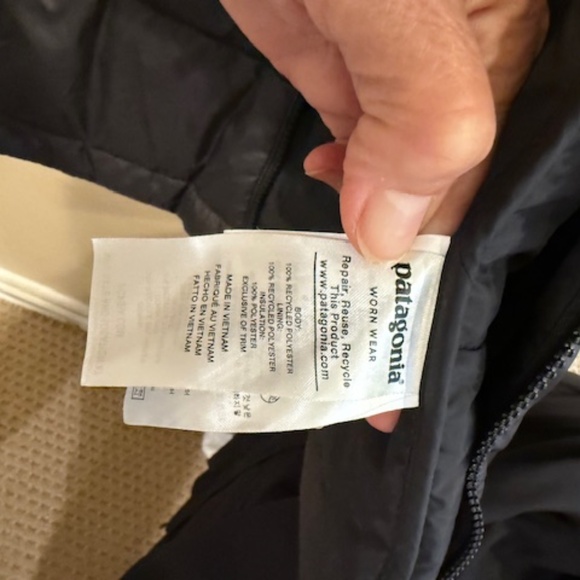 patagonia®
WORN WEAR
Repair, Reuse, Recycle
This Product
www.patagonia.com
BODY:
100% RECYCLED POLYESTER
LINING:
100% RECYCLED POLYESTER
INSULATION:
100% POLYESTER
EXCLUSIVE OF TRIM
MADE IN VIETNAM
FABRIQUÉ AU VIETNAM
HECHO EN VIETNAM
FATTO IN VIETNAM